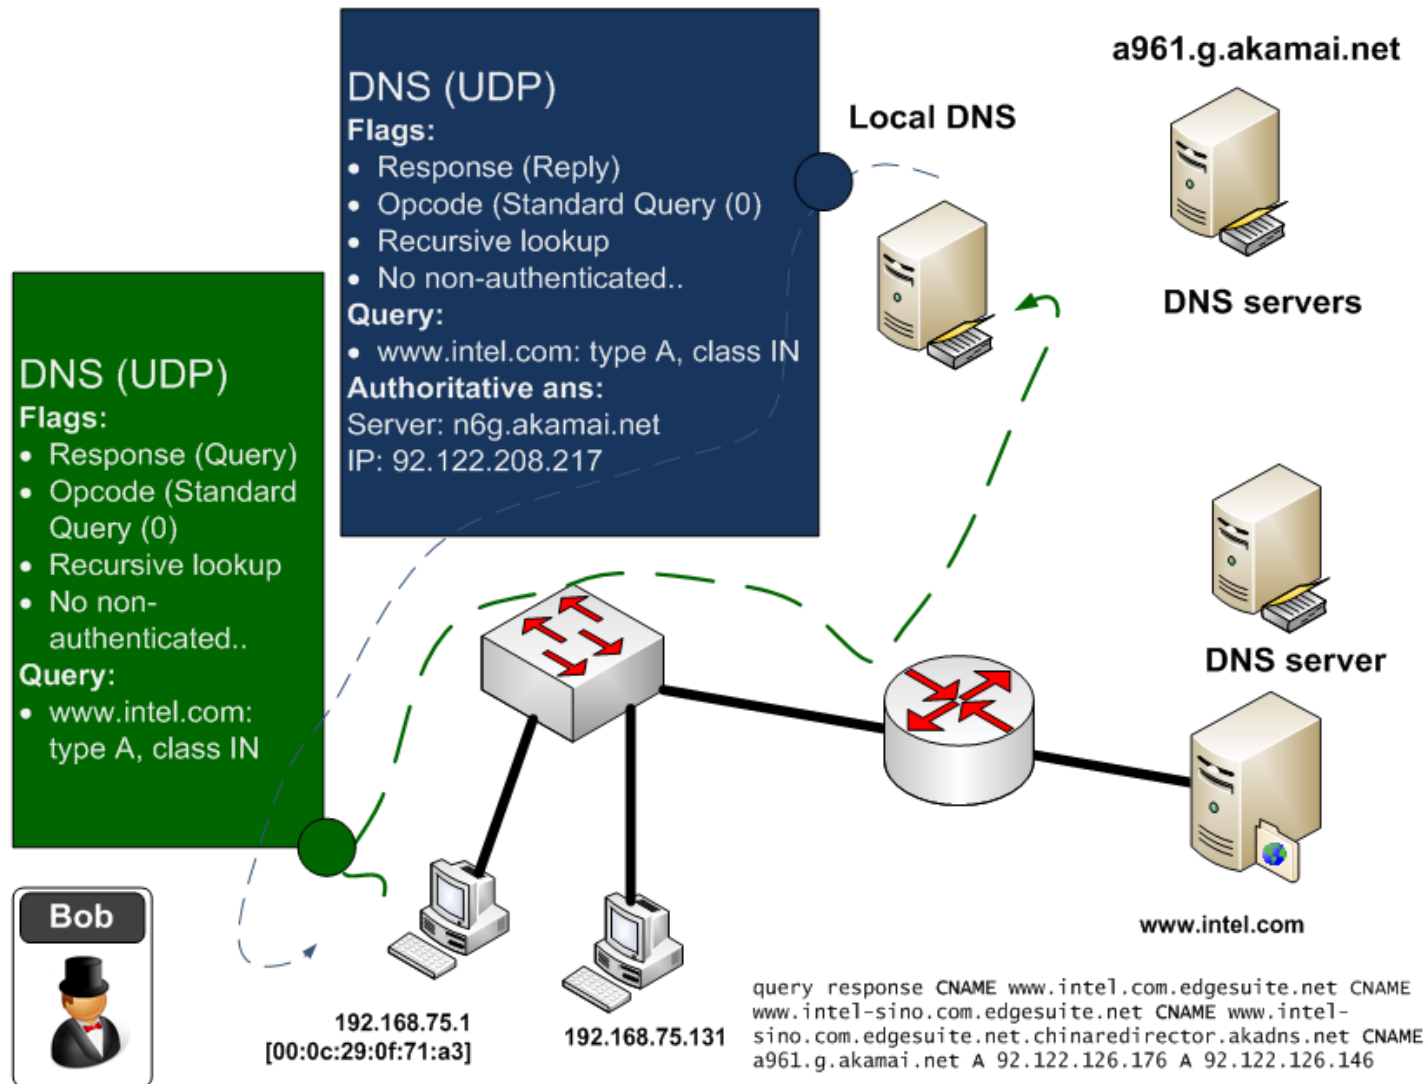 a961.g.akamai.net
DNS (UDP)
Flags:
• Response (Reply)
• Opcode (Standard Query (0)
• Recursive lookup
• No non-authenticated..
Query:
• www.intel.com: type A, class IN
Authoritative ans:
Server: n6g.akamai.net
IP: 92.122.208.217
Local DNS
DNS servers
DNS (UDP)
Flags:
• Response (Query)
• Opcode (Standard
Query (0)
• Recursive lookup
• No non-
authenticated..
Query:
• www.intel.com:
type A, class IN
DNS server
www.intel.com
Bob
192.168.75.1
[00:0c:29:0f:71:a3]
192.168.75.131
query response CNAME www.intel.com.edgesuite.net CNAME
www.intel-sino.com.edgesuite.net CNAME www.intel-
sino.com.edgesuite.net.chinaredirector.akadns.net CNAME
a961.g.akamai.net A 92.122.126.176 A 92.122.126.146